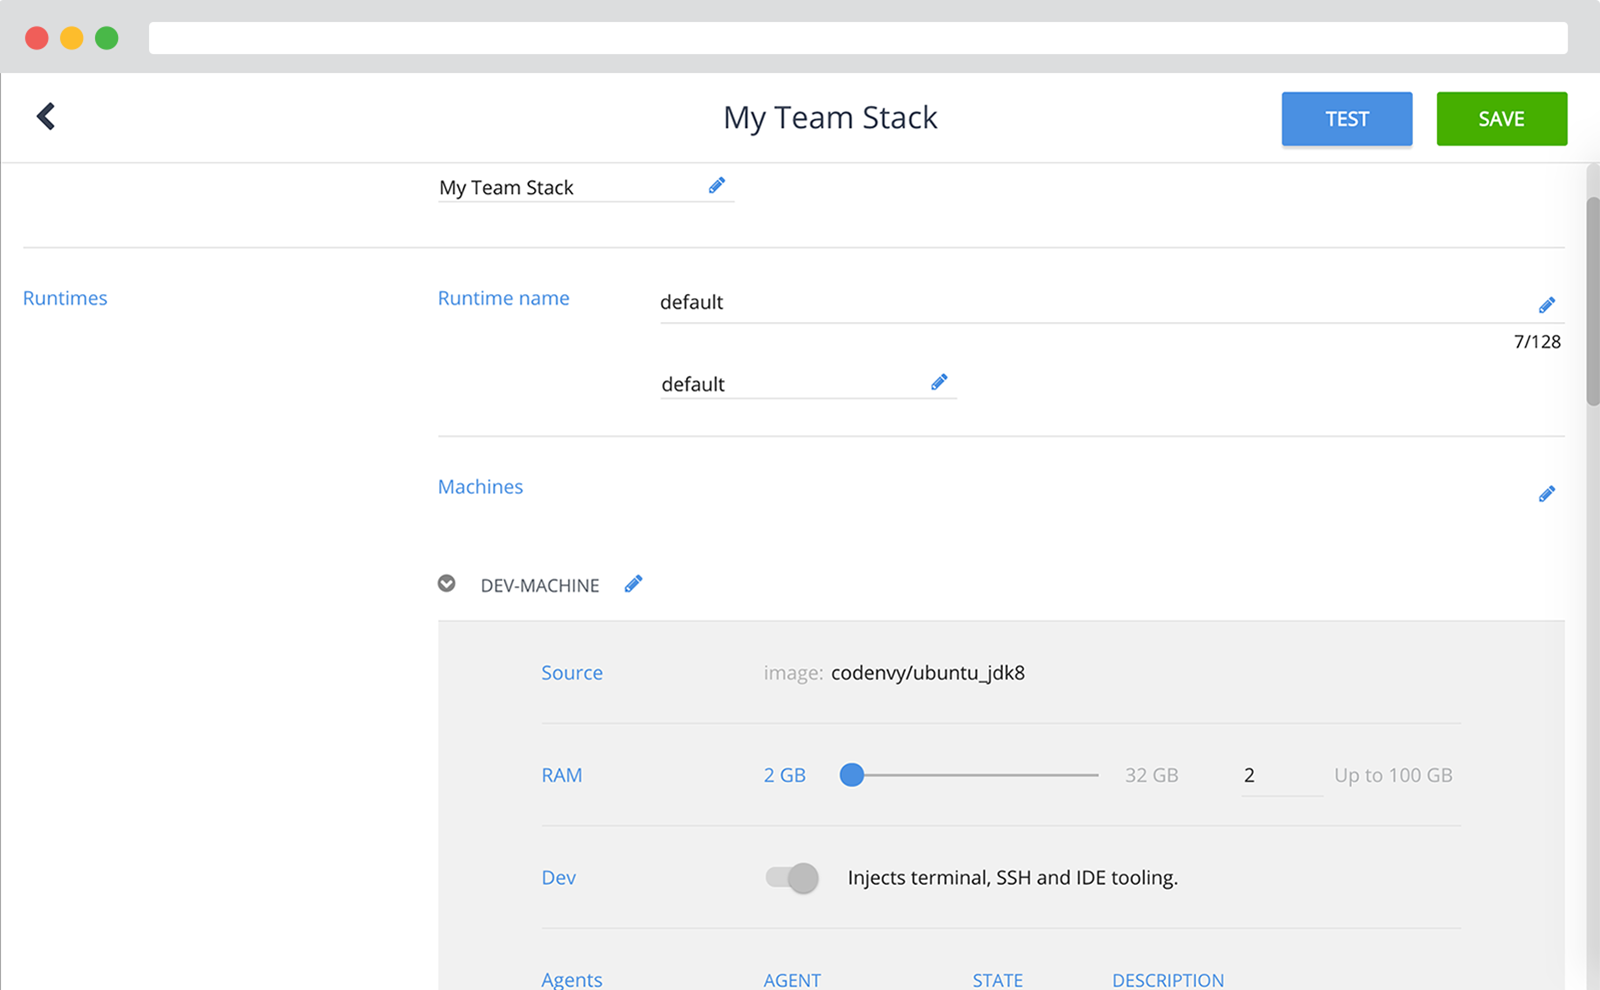 My Team Stack
TEST
SAVE
My Team Stack
Runtimes
Runtime name
default
7/128
default
Machines
DEV-MACHINE
Source
image: codenvy/ubuntu_jdk8
RAM
2 GB
32 GB
2
Up to 100 GB
Dev
Injects terminal, SSH and IDE tooling.
Agents
AGENT
STATE
DESCRIPTION